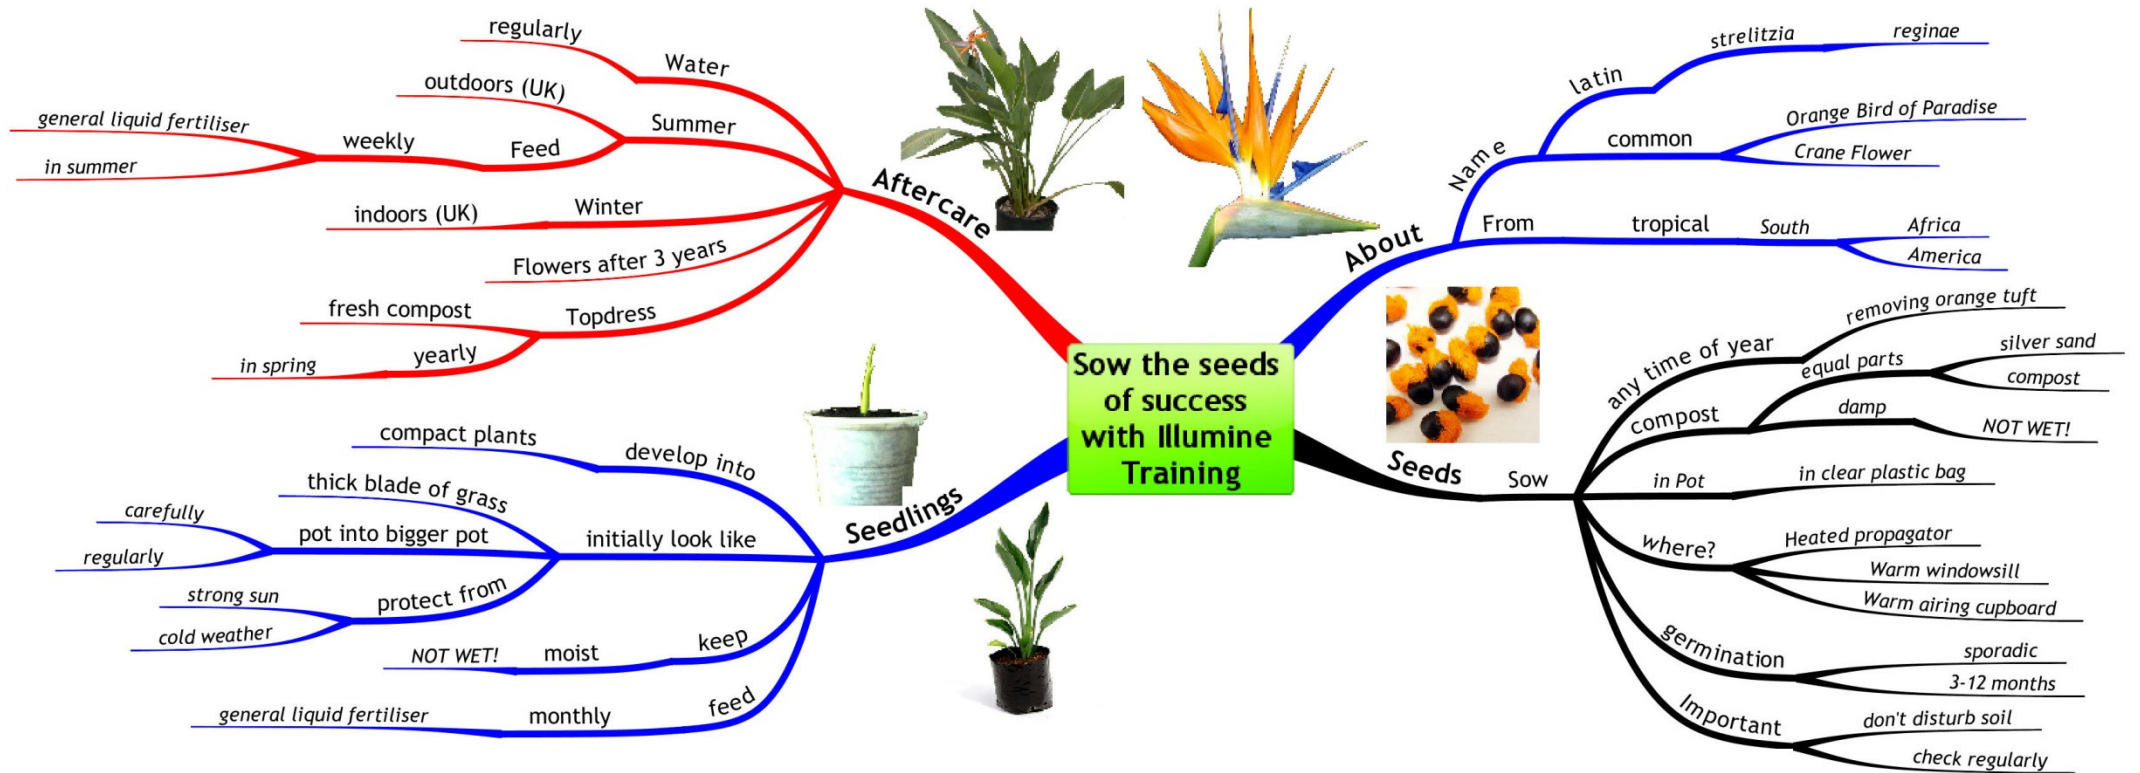 Sow the seeds
of success
with Illumine
Training
About
Name
latin
strelitzia
reginae
common
Orange Bird of Paradise
Crane Flower
From
tropical
South
Africa
America
Seeds
Sow
any time of year
removing orange tuft
compost
equal parts
silver sand
compost
damp
NOT WET!
in Pot
in clear plastic bag
where?
Heated propagator
Warm windowsill
Warm airing cupboard
germination
sporadic
3-12 months
Important
don't disturb soil
check regularly
Seedlings
develop into
compact plants
initially look like
thick blade of grass
pot into bigger pot
carefully
regularly
protect from
strong sun
cold weather
keep
moist
NOT WET!
feed
monthly
general liquid fertiliser
Aftercare
Water
regularly
Summer
outdoors (UK)
Feed
weekly
general liquid fertiliser
in summer
Winter
indoors (UK)
Flowers after 3 years
Topdress
fresh compost
yearly
in spring